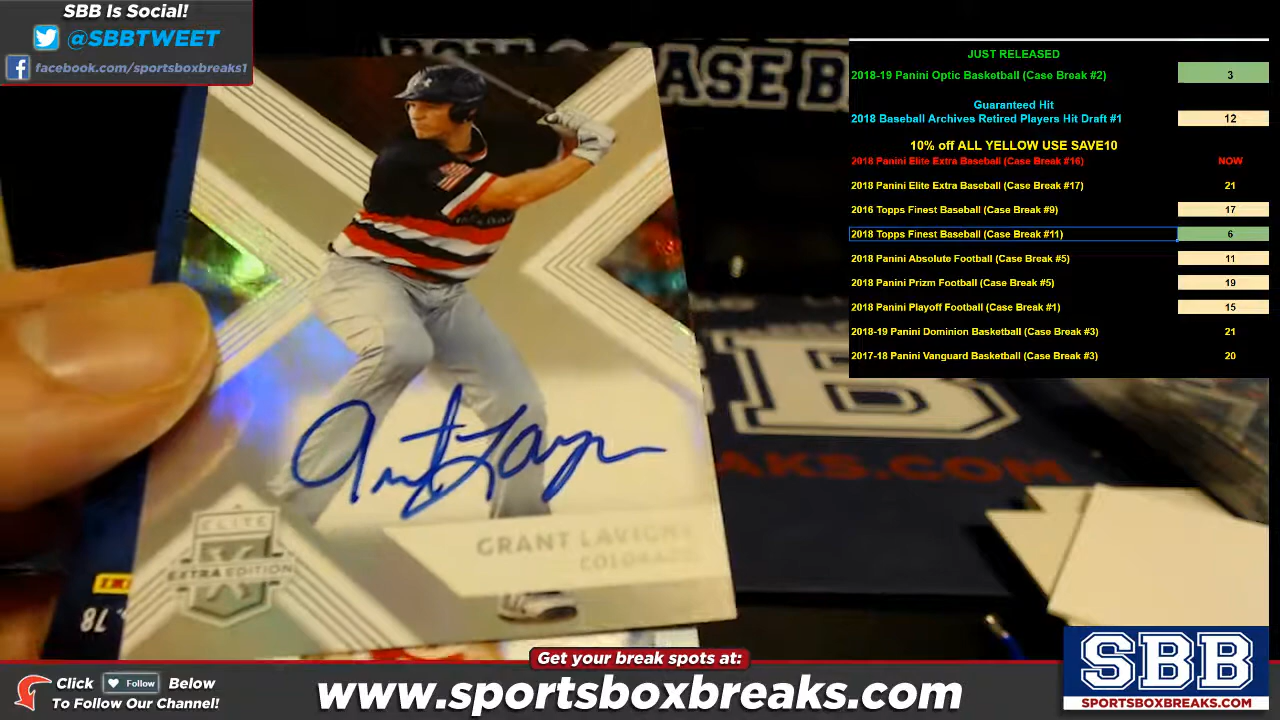 SBB Is Social!
@SBBTWEET
facebook.com/sportsboxbreaks1
ASE B
JUST RELEASED
2018-19 Panini Optic Basketball (Case Break #2) 3
Guaranteed Hit
2018 Baseball Archives Retired Players Hit Draft #1 12
10% off ALL YELLOW USE SAVE10
2018 Panini Elite Extra Baseball (Case Break #16) NOW
2018 Panini Elite Extra Baseball (Case Break #17) 21
2016 Topps Finest Baseball (Case Break #9) 17
2018 Topps Finest Baseball (Case Break #11) 6
2018 Panini Absolute Football (Case Break #5) 11
2018 Panini Prizm Football (Case Break #5) 19
2018 Panini Playoff Football (Case Break #1) 15
2018-19 Panini Dominion Basketball (Case Break #3) 21
2017-18 Panini Vanguard Basketball (Case Break #3) 20
B
AKS.COM
GRANT LAVIGNE
COLORADO
ELITE
X
EXTRA EDITION
78
Get your break spots at:
Click Follow Below
To Follow Our Channel!
www.sportsboxbreaks.com
SBB
SPORTSBOXBREAKS.COM